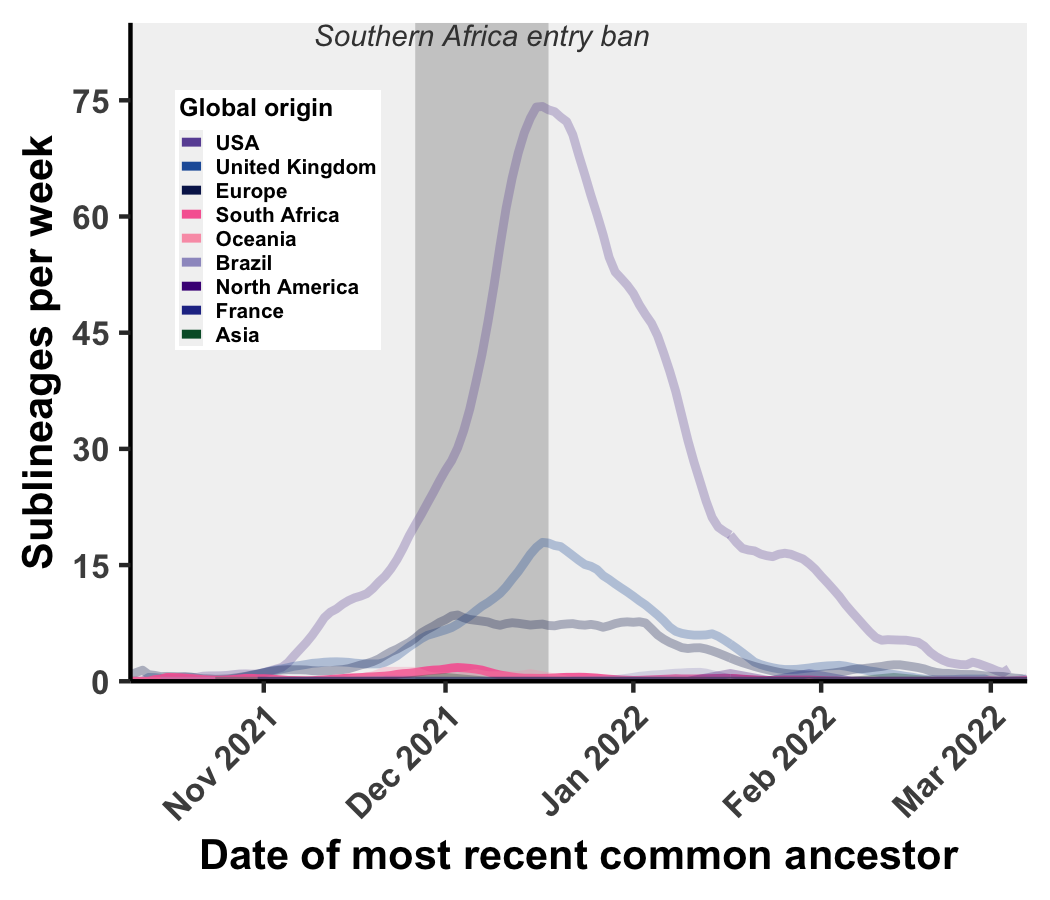 Southern Africa entry ban
Sublineages per week
75
60
45
30
15
0
Global origin
USA
United Kingdom
Europe
South Africa
Oceania
Brazil
North America
France
Asia
Nov 2021
Dec 2021
Jan 2022
Feb 2022
Mar 2022
Date of most recent common ancestor